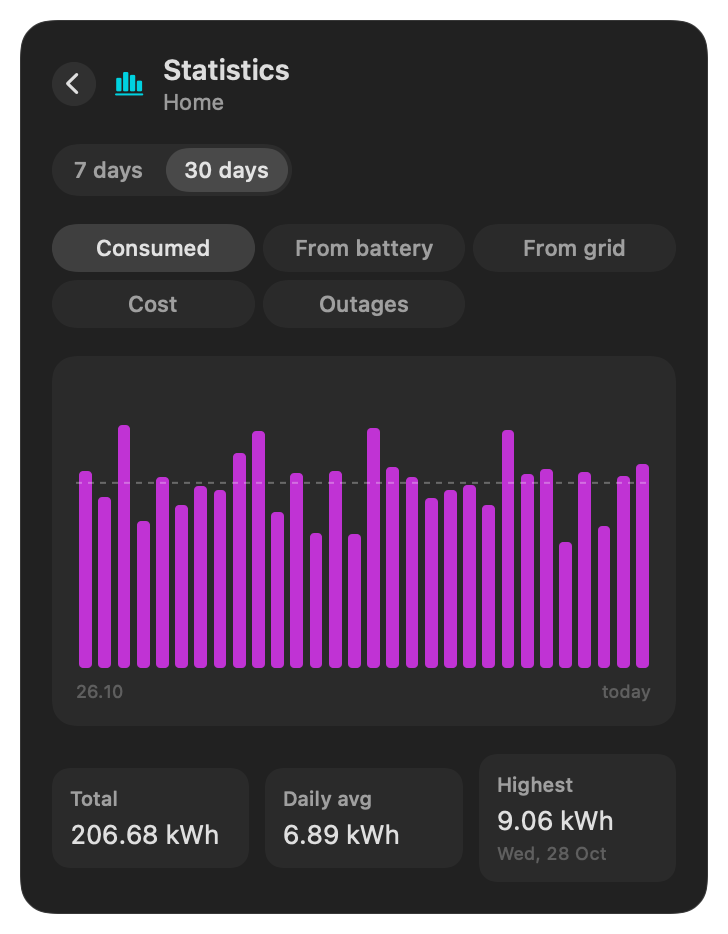 Statistics
Home
7 days 30 days
Consumed From battery From grid
Cost Outages
26.10 today
Total
206.68 kWh
Daily avg
6.89 kWh
Highest
9.06 kWh
Wed, 28 Oct